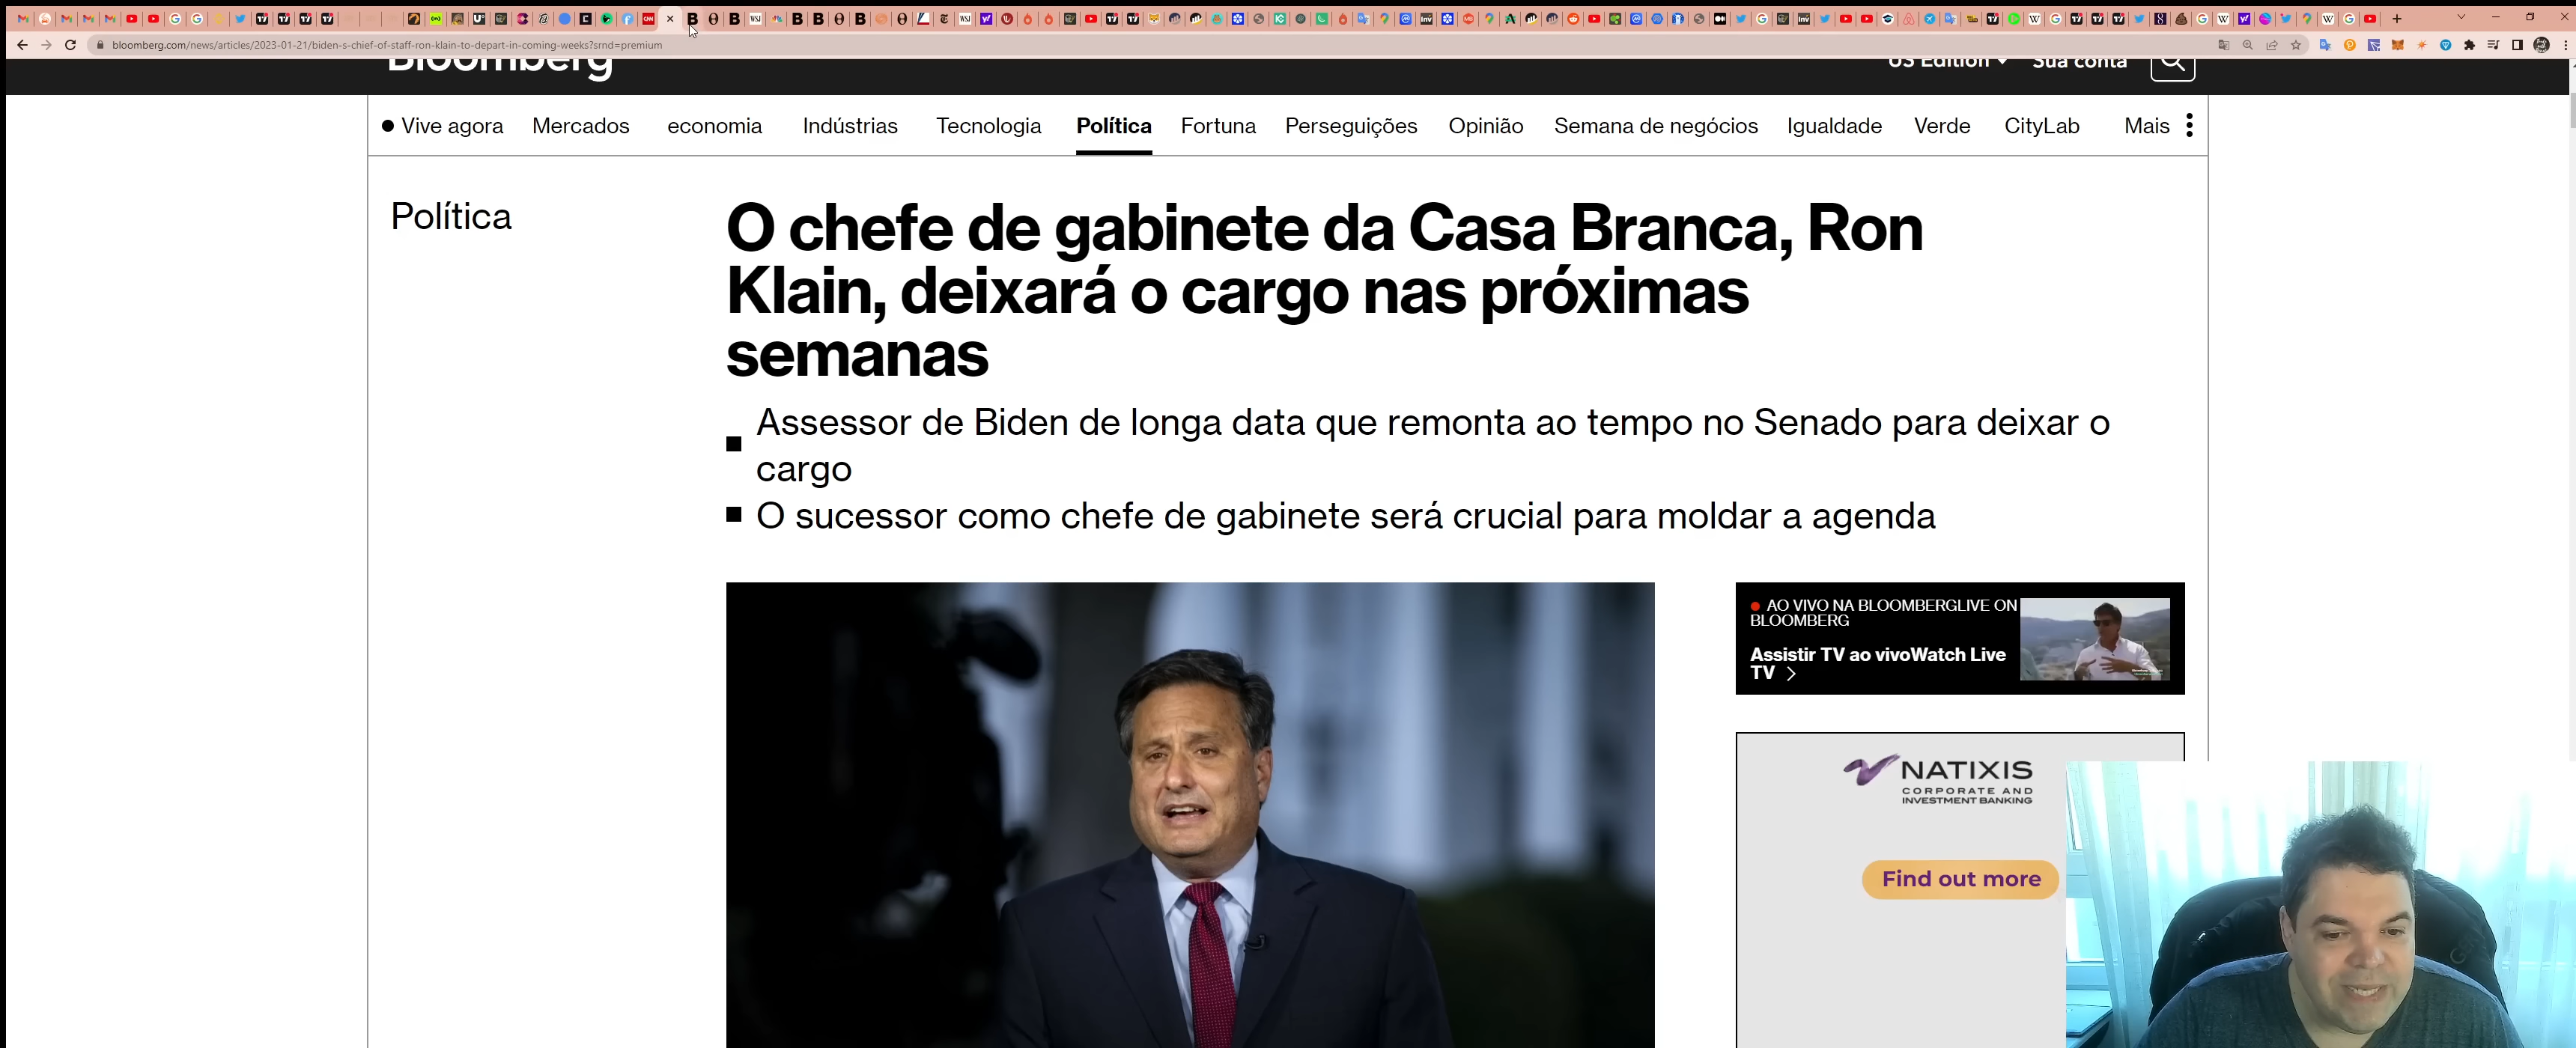 bloomberg.com/news/articles/2023-01-21/biden-s-chief-of-staff-ron-klain-to-depart-in-coming-weeks?srnd=premium
Bloomberg
US Edition
Sua conta
Vive agora
Mercados
economia
Indústrias
Tecnologia
Política
Fortuna
Perseguições
Opinião
Semana de negócios
Igualdade
Verde
CityLab
Mais
Política
O chefe de gabinete da Casa Branca, Ron
Klain, deixará o cargo nas próximas
semanas
Assessor de Biden de longa data que remonta ao tempo no Senado para deixar o
cargo
O sucessor como chefe de gabinete será crucial para moldar a agenda
AO VIVO NA BLOOMBERGLIVE ON
BLOOMBERG
Assistir TV ao vivoWatch Live
TV >
NATIXIS
CORPORATE AND
INVESTMENT BANKING
Find out more